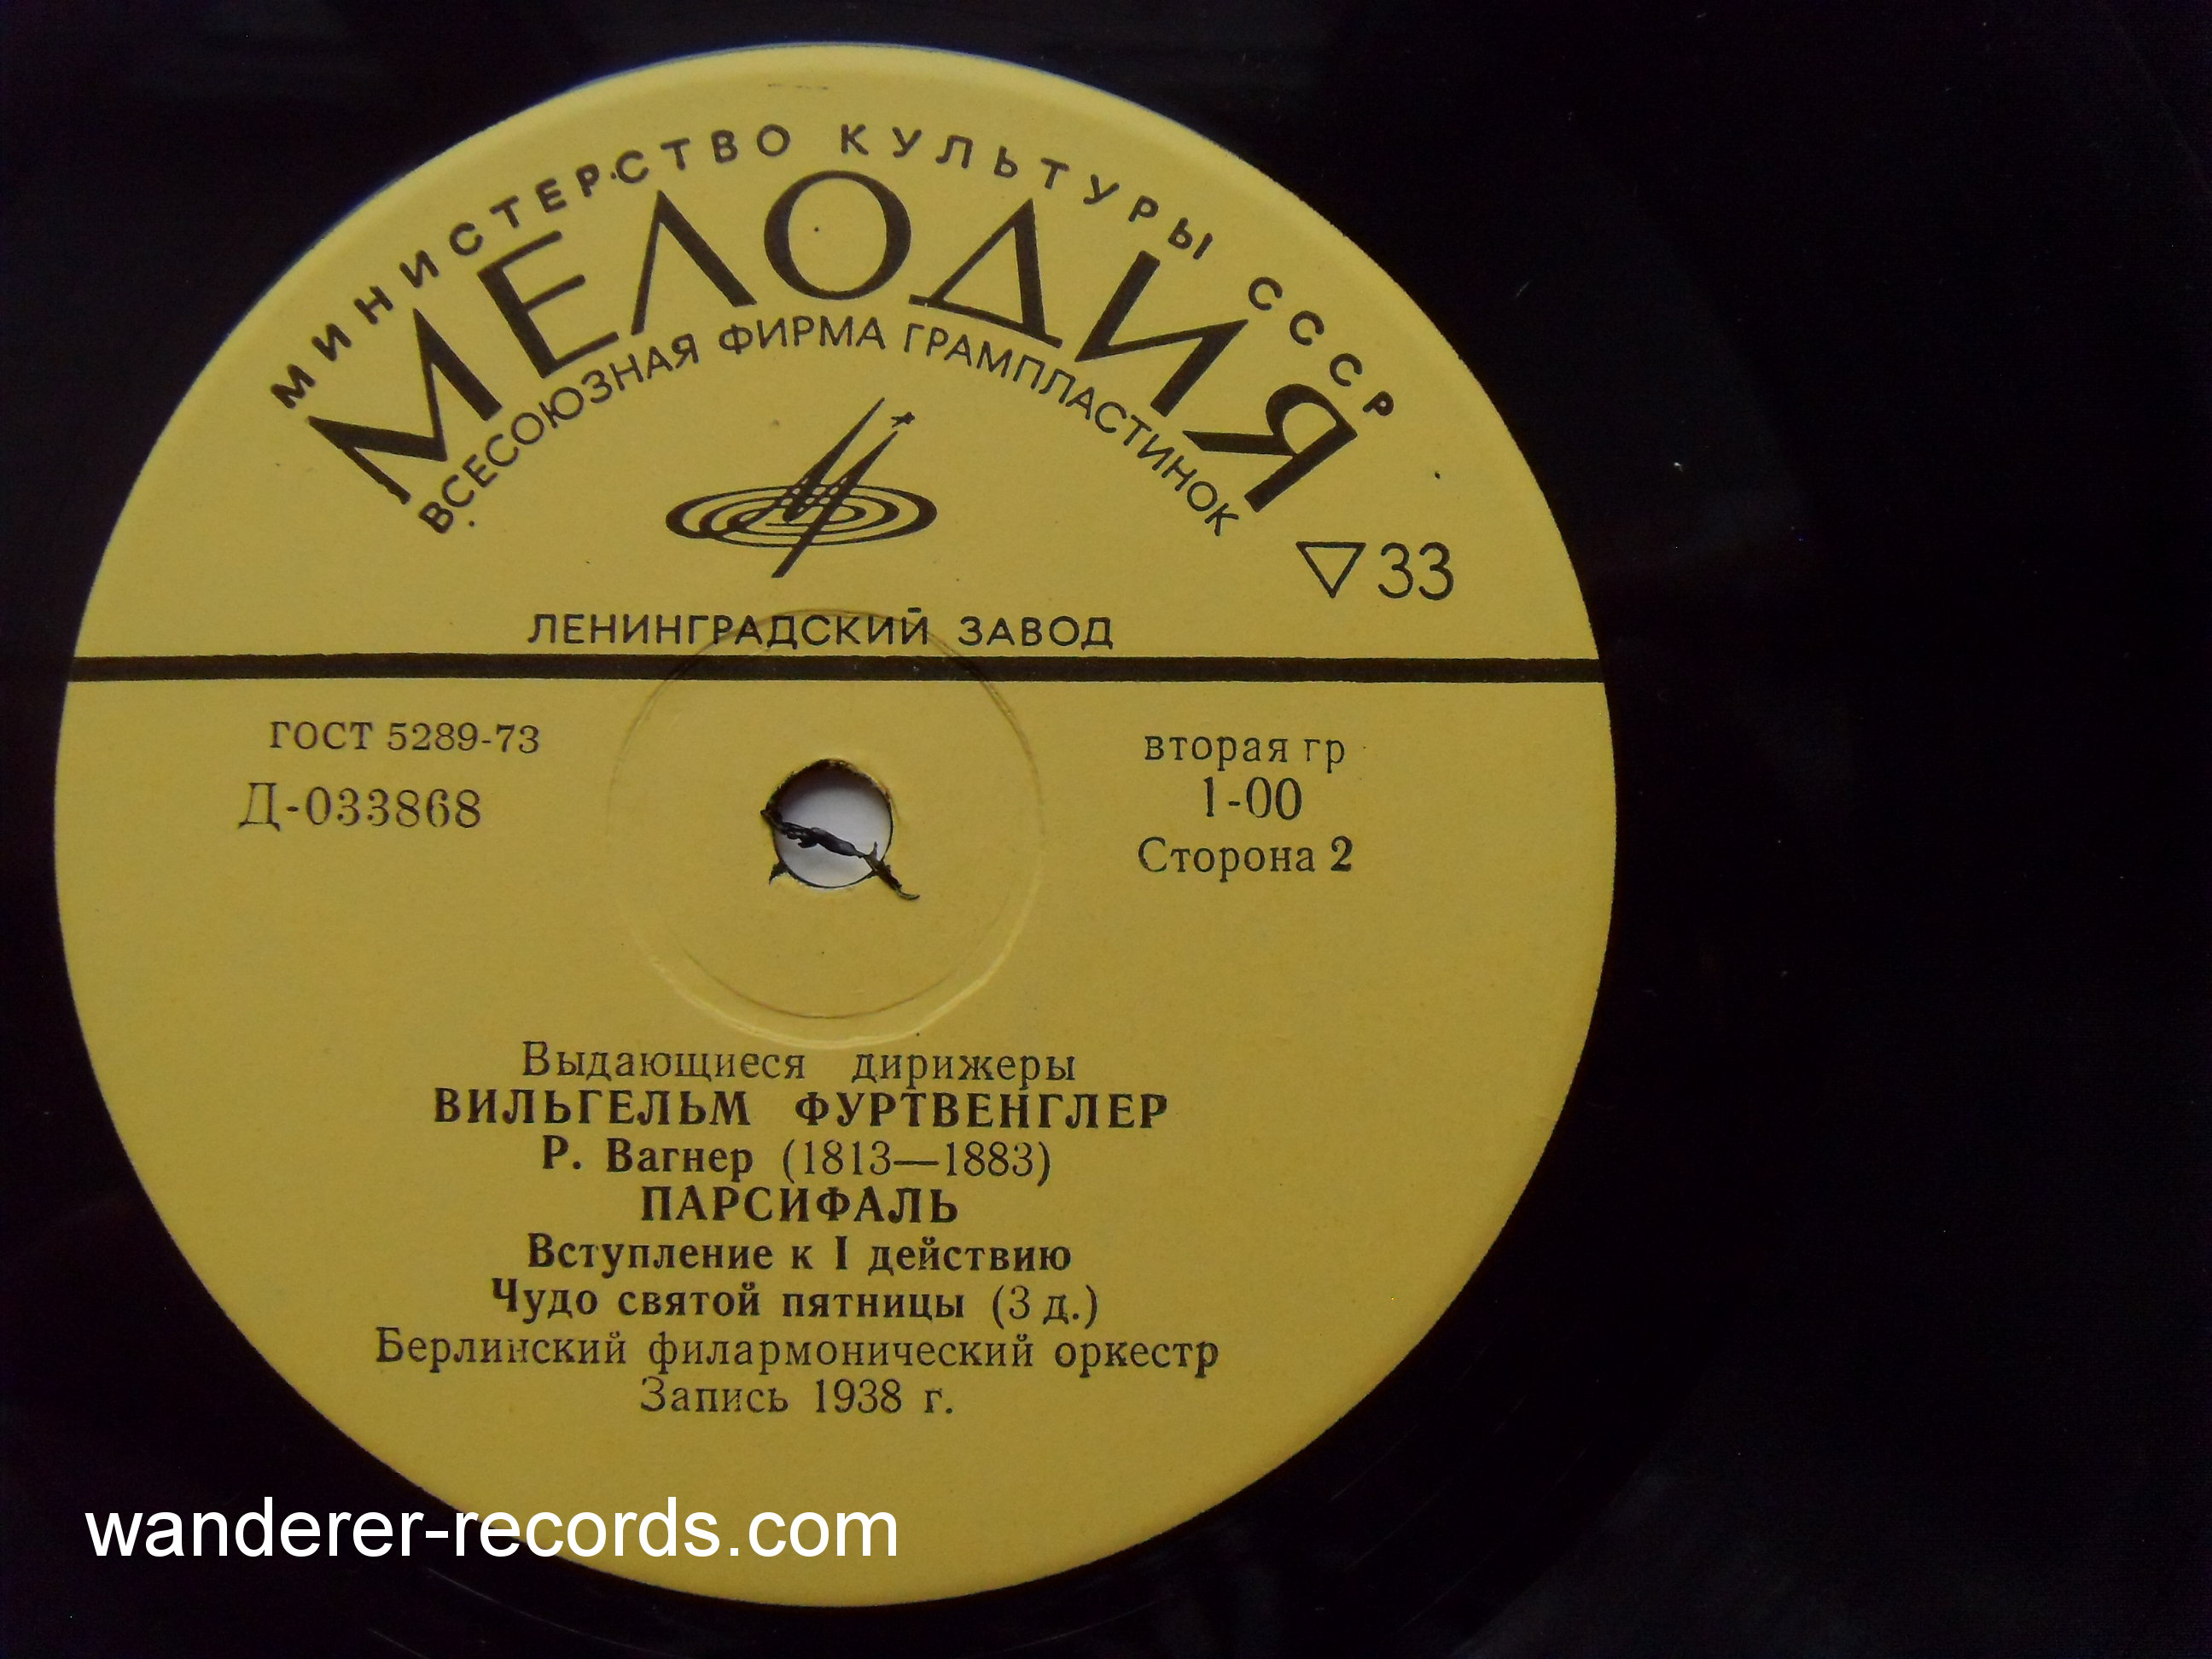 МИНИСТЕРСТВО КУЛЬТУРЫ СССР
МЕЛОДИЯ
ВСЕСОЮЗНАЯ ФИРМА ГРАМПЛАСТИНОК
▽33
ЛЕНИНГРАДСКИЙ ЗАВОД
ГОСТ 5289-73
Д-033868
вторая гр
1-00
Сторона 2
Выдающиеся дирижеры
ВИЛЬГЕЛЬМ ФУРТВЕНГЛЕР
Р. Вагнер (1813—1883)
ПАРСИФАЛЬ
Вступление к I действию
Чудо святой пятницы (3 д.)
Берлинский филармонический оркестр
Запись 1938 г.
wanderer-records.com